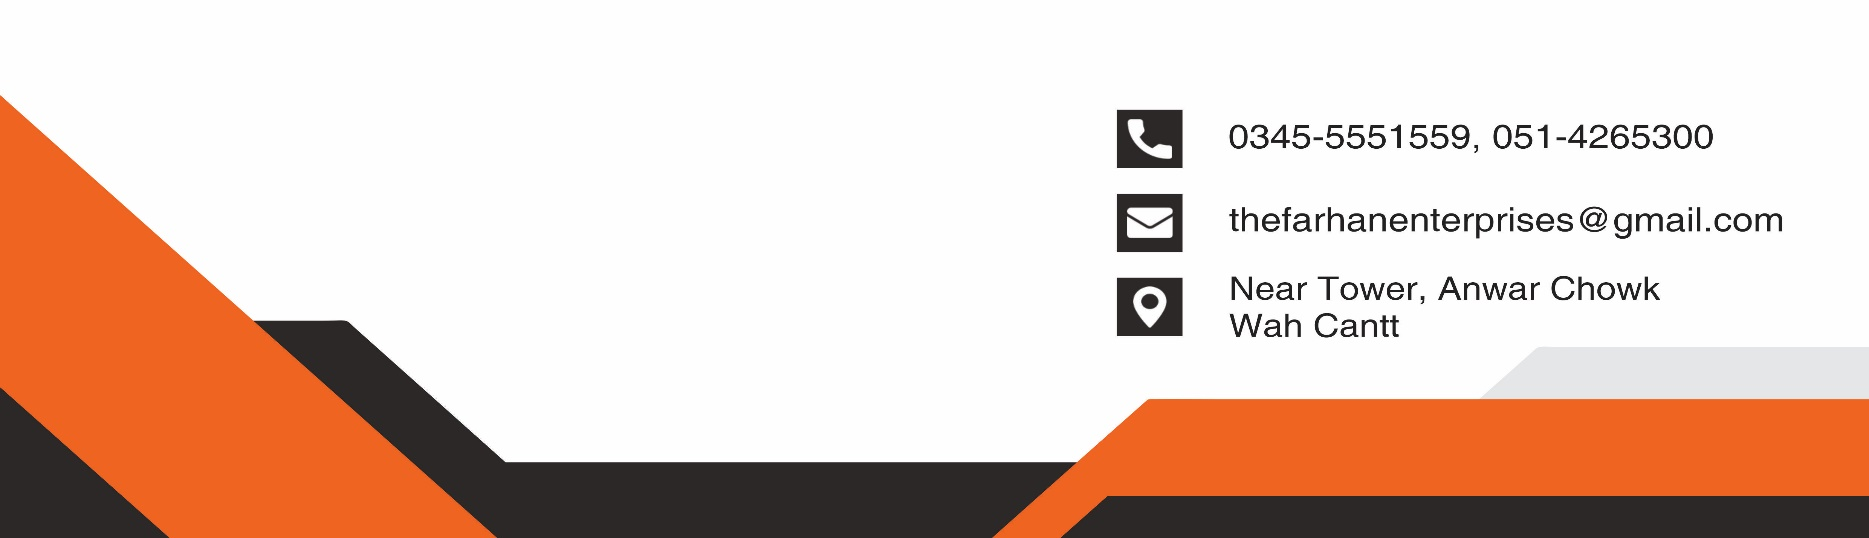 0345-5551559, 051-4265300
thefarhanenterprises@gmail.com
Near Tower, Anwar Chowk
Wah Cantt